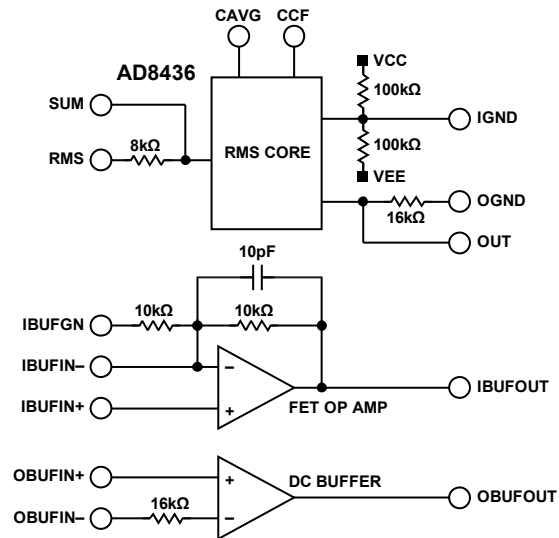 CAVG CCF
AD8436
VCC
100kΩ
SUM
IGND
8kΩ
RMS
RMS CORE
100kΩ
VEE
OGND
16kΩ
OUT
10pF
10kΩ 10kΩ
IBUFGN
IBUFIN–
–
IBUFOUT
IBUFIN+
+
FET OP AMP
OBUFIN+
+
DC BUFFER
16kΩ
OBUFOUT
OBUFIN–
–